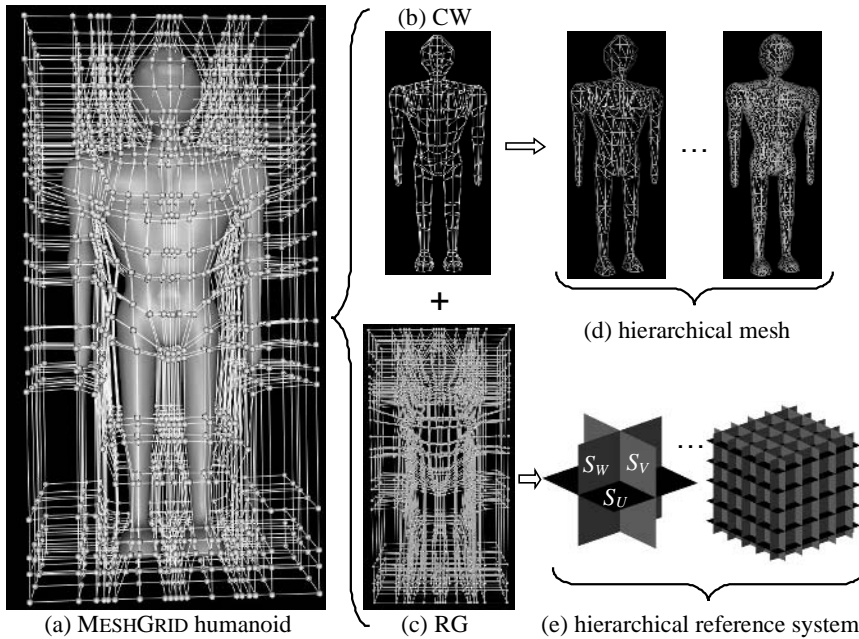 (b) CW
...
+
(d) hierarchical mesh
...
S_W S_V
S_U
(a) MESHGRID humanoid
(c) RG
(e) hierarchical reference system